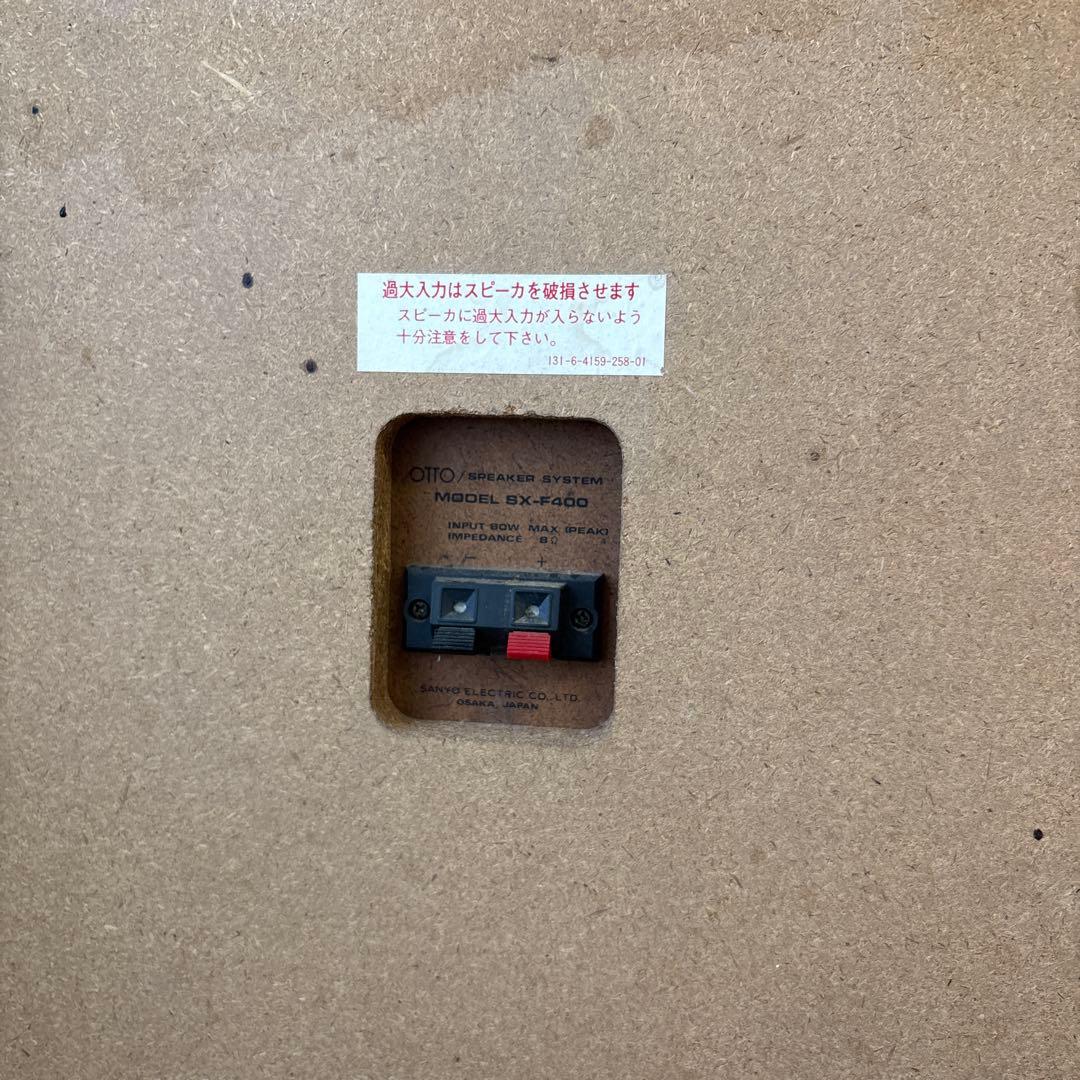 過大入力はスピーカを破損させます
スピーカに過大入力が入らないよう
十分注意をして下さい。
131-6-4159-258-01
OTTO/SPEAKER SYSTEM
MODEL SX-F400
INPUT 80W MAX (PEAK)
IMPEDANCE 8Ω
- +
SANYO ELECTRIC CO., LTD.
OSAKA, JAPAN